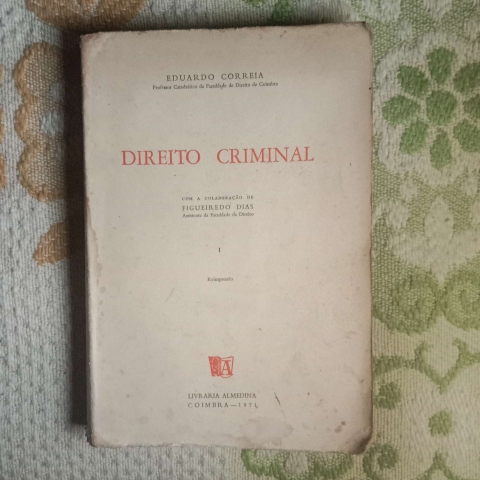 EDUARDO CORREIA
Professor Catedrático da Faculdade de Direito de Coimbra
DIREITO CRIMINAL
COM A COLABORAÇÃO DE
FIGUEIREDO DIAS
Assistente da Faculdade de Direito
I
Reimpressão
A
LIVRARIA ALMEDINA
COIMBRA — 1971